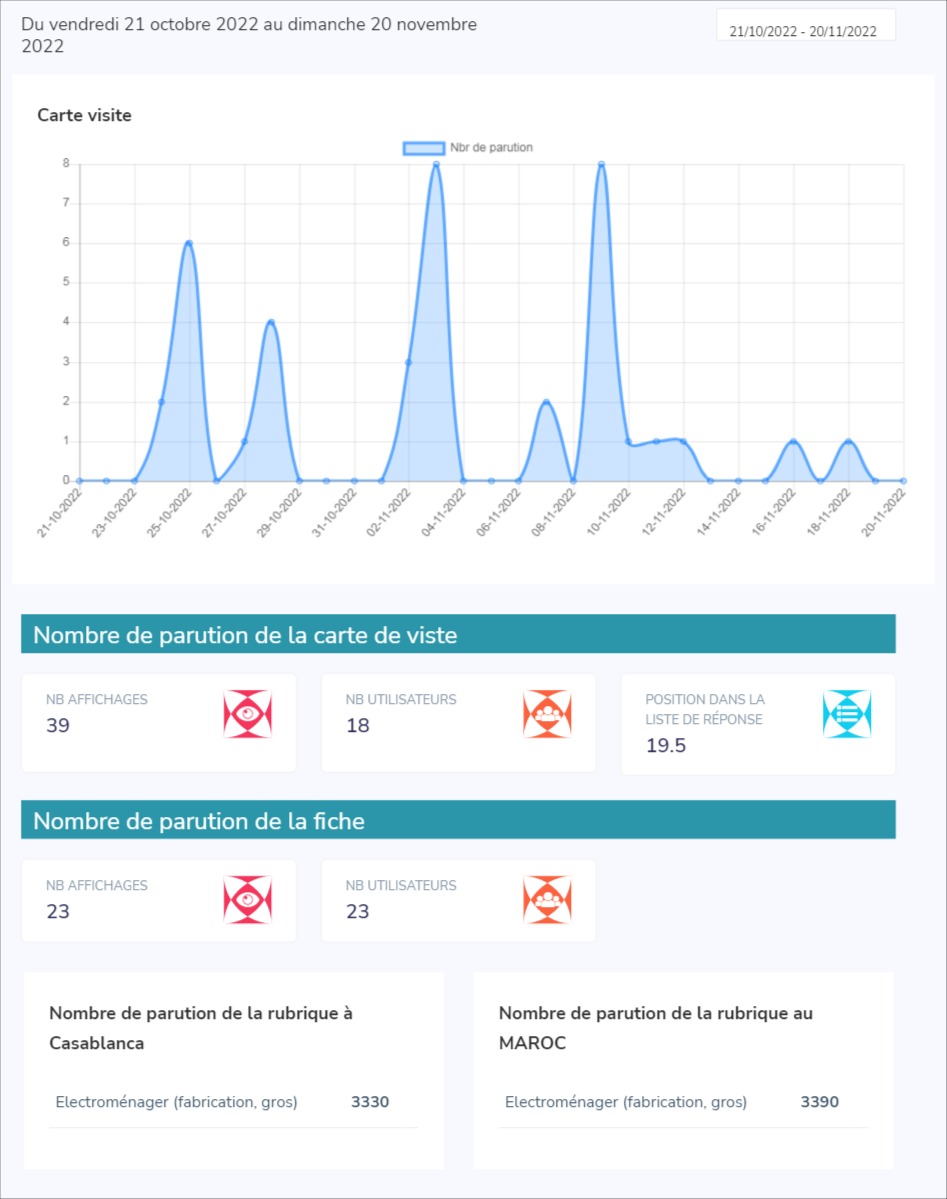 Du vendredi 21 octobre 2022 au dimanche 20 novembre
2022
21/10/2022 - 20/11/2022
Carte visite
Nbr de parution
8
7
6
5
4
3
2
1
0
21-10-2022
23-10-2022
25-10-2022
27-10-2022
29-10-2022
31-10-2022
02-11-2022
04-11-2022
06-11-2022
08-11-2022
10-11-2022
12-11-2022
14-11-2022
16-11-2022
18-11-2022
20-11-2022
Nombre de parution de la carte de viste
NB AFFICHAGES
39
NB UTILISATEURS
18
POSITION DANS LA
LISTE DE RÉPONSE
19.5
Nombre de parution de la fiche
NB AFFICHAGES
23
NB UTILISATEURS
23
Nombre de parution de la rubrique à
Casablanca
Electroménager (fabrication, gros) 3330
Nombre de parution de la rubrique au
MAROC
Electroménager (fabrication, gros) 3390